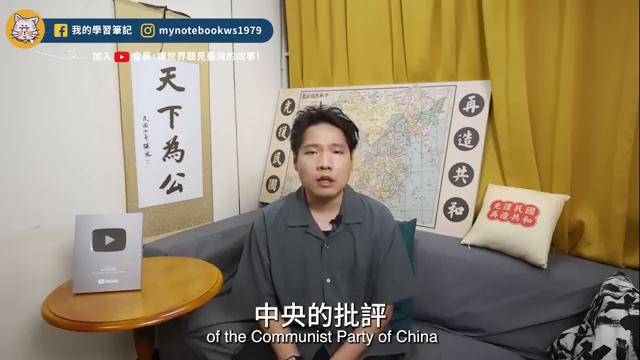 我的學習筆記 mynotebookws1979
加入 會員，讓世界聽見臺灣的故事！
天下為公
光復民國
再造共和
光復民國
再造共和
中央的批評
of the Communist Party of China